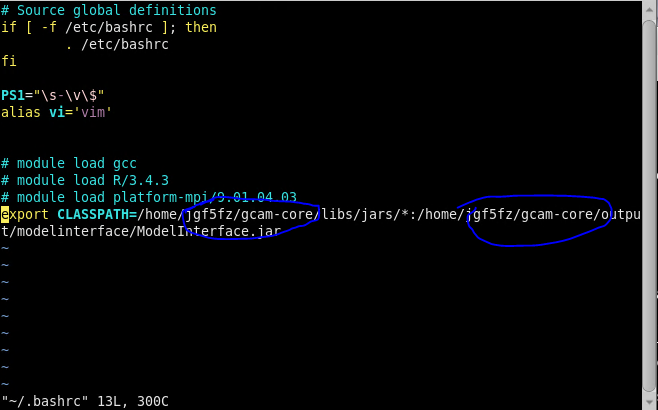 # Source global definitions
if [ -f /etc/bashrc ]; then
        . /etc/bashrc
fi
PS1="\s-\v\$"
alias vi='vim'
# module load gcc
# module load R/3.4.3
# module load platform-mpi/9.01.04.03
export CLASSPATH=/home/jgf5fz/gcam-core/libs/jars/*:/home/jgf5fz/gcam-core/outpu
t/modelinterface/ModelInterface.jar
~
~
~
~
~
~
~
~
~
"~/.bashrc" 13L, 300C